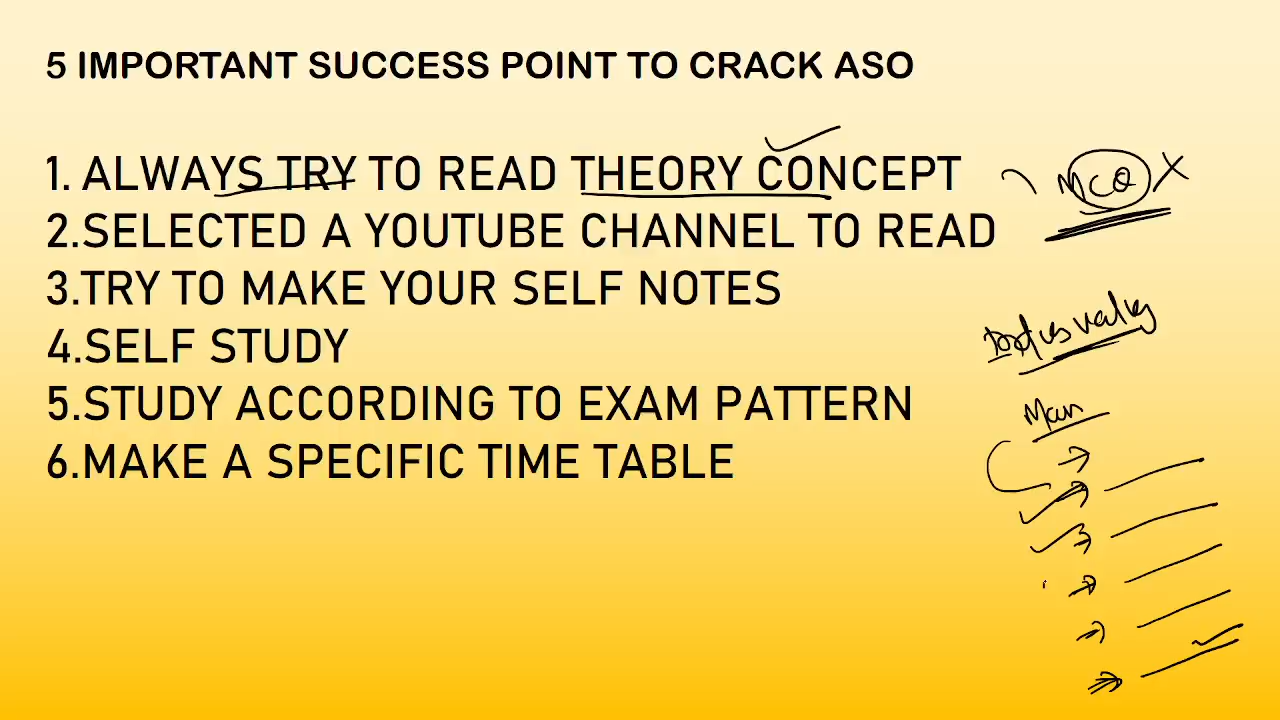 5 IMPORTANT SUCCESS POINT TO CRACK ASO
1. ALWAYS TRY TO READ THEORY CONCEPT
MCQ
2.SELECTED A YOUTUBE CHANNEL TO READ
3.TRY TO MAKE YOUR SELF NOTES
4.SELF STUDY
5.STUDY ACCORDING TO EXAM PATTERN
6.MAKE A SPECIFIC TIME TABLE